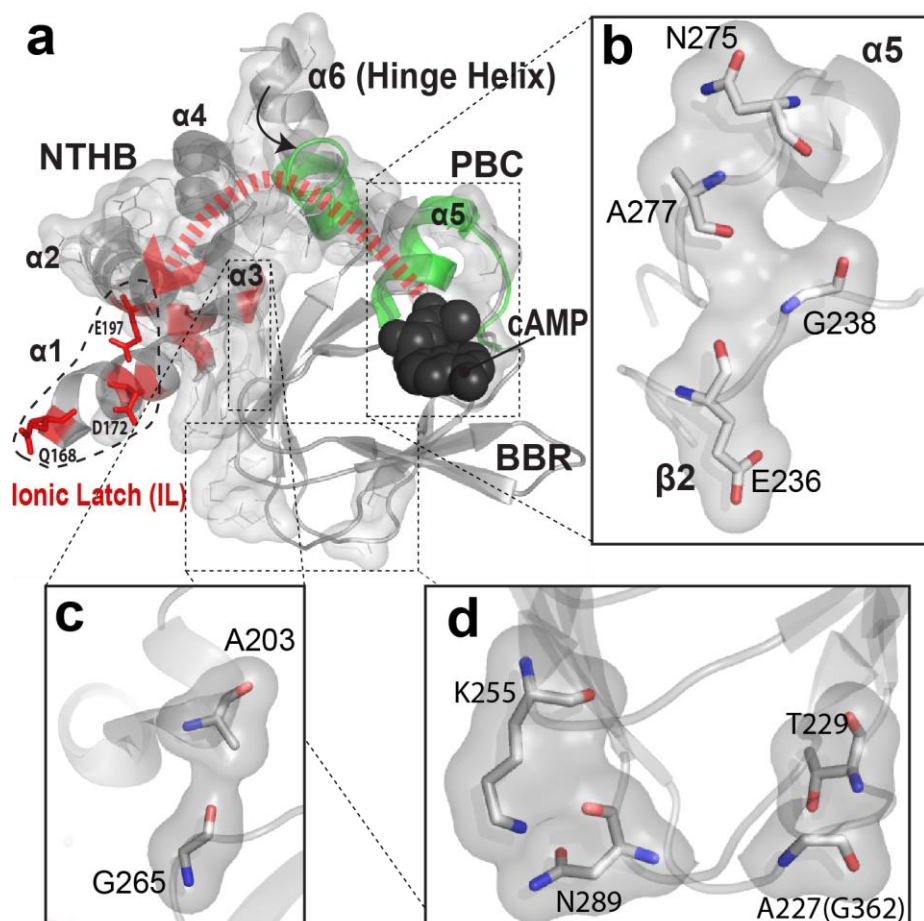 a
α6 (Hinge Helix)
α4
NTHB
PBC
α5
α2
α3
E197
cAMP
α1
D172
Q168
BBR
Ionic Latch (IL)
b
N275
α5
A277
G238
β2
E236
c
A203
G265
d
K255
T229
N289
A227(G362)